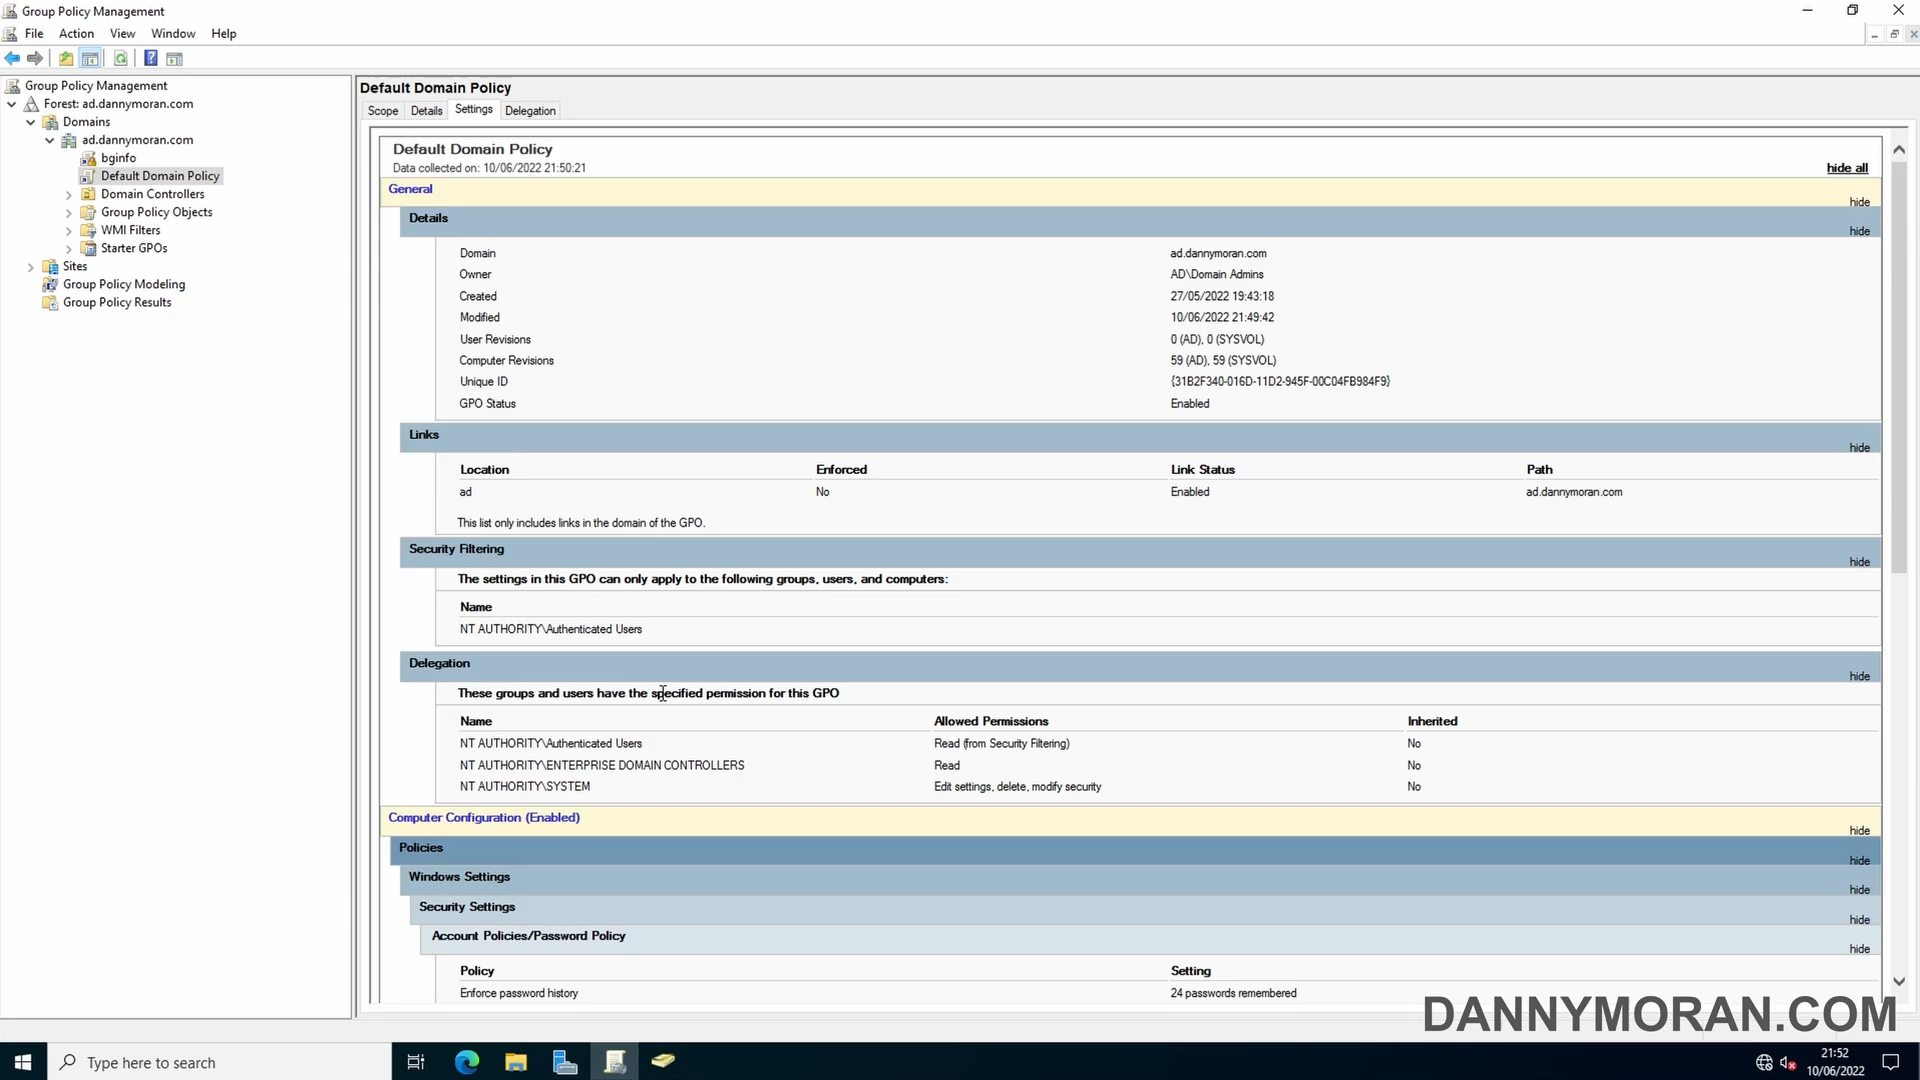 Group Policy Management
File Action View Window Help
Group Policy Management
Forest: ad.dannymoran.com
Domains
ad.dannymoran.com
bginfo
Default Domain Policy
Domain Controllers
Group Policy Objects
WMI Filters
Starter GPOs
Sites
Group Policy Modeling
Group Policy Results
Default Domain Policy
Scope Details Settings Delegation
Default Domain Policy
Data collected on: 10/06/2022 21:50:21
hide all
General
hide
Details
hide
Domain ad.dannymoran.com
Owner AD\Domain Admins
Created 27/05/2022 19:43:18
Modified 10/06/2022 21:49:42
User Revisions 0 (AD), 0 (SYSVOL)
Computer Revisions 59 (AD), 59 (SYSVOL)
Unique ID {31B2F340-016D-11D2-945F-00C04FB984F9}
GPO Status Enabled
Links
hide
Location Enforced Link Status Path
ad No Enabled ad.dannymoran.com
This list only includes links in the domain of the GPO.
Security Filtering
hide
The settings in this GPO can only apply to the following groups, users, and computers:
Name
NT AUTHORITY\Authenticated Users
Delegation
hide
These groups and users have the specified permission for this GPO
Name Allowed Permissions Inherited
NT AUTHORITY\Authenticated Users Read (from Security Filtering) No
NT AUTHORITY\ENTERPRISE DOMAIN CONTROLLERS Read No
NT AUTHORITY\SYSTEM Edit settings, delete, modify security No
Computer Configuration (Enabled)
hide
Policies
hide
Windows Settings
hide
Security Settings
hide
Account Policies/Password Policy
hide
Policy Setting
Enforce password history 24 passwords remembered
DANNYMORAN.COM
Type here to search
21:52
10/06/2022